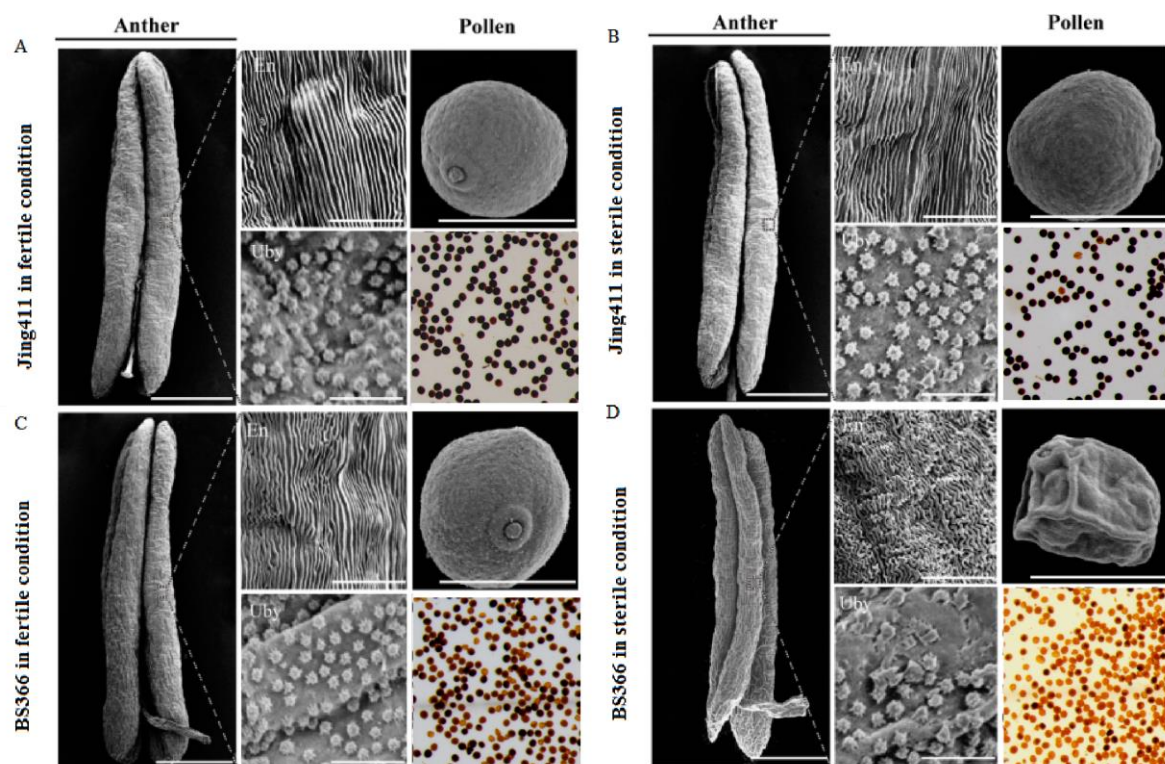 Anther
Pollen
Anther
Pollen
A
B
Jing411 in fertile condition
En
Uby
Jing411 in sterile condition
En
Uby
C
D
BS366 in fertile condition
En
Uby
BS366 in sterile condition
En
Uby